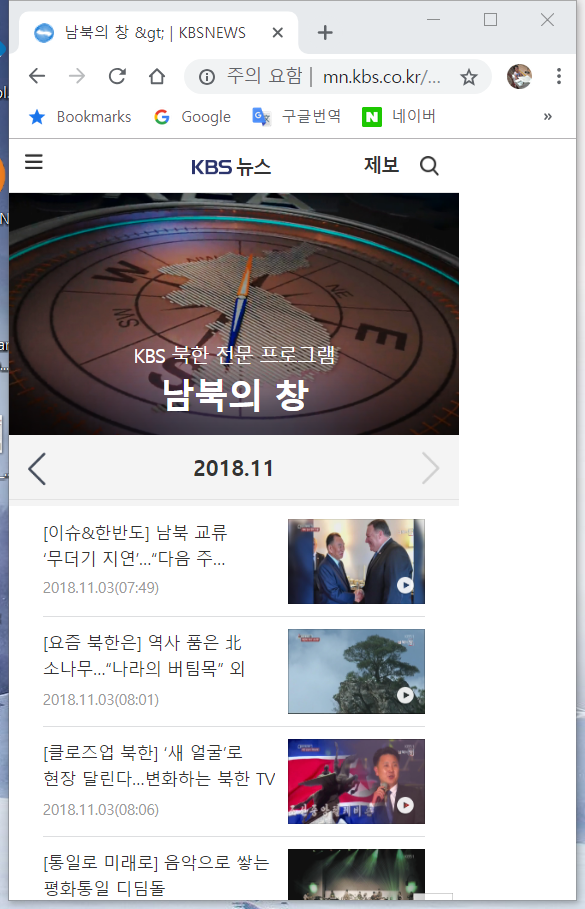 남북의 창 &gt; | KBSNEWS
주의 요함 | mn.kbs.co.kr/...
Bookmarks Google 구글번역 네이버 »
KBS 뉴스 제보
W NE E SW SE
KBS 북한 전문 프로그램
남북의 창
2018.11
[이슈&한반도] 남북 교류
‘무더기 지연’…“다음 주…
2018.11.03(07:49)
[요즘 북한은] 역사 품은 北
소나무…“나라의 버팀목” 외
2018.11.03(08:01)
[클로즈업 북한] ‘새 얼굴’로
현장 달린다…변화하는 북한 TV
2018.11.03(08:06)
[통일로 미래로] 음악으로 쌓는
평화통일 디딤돌